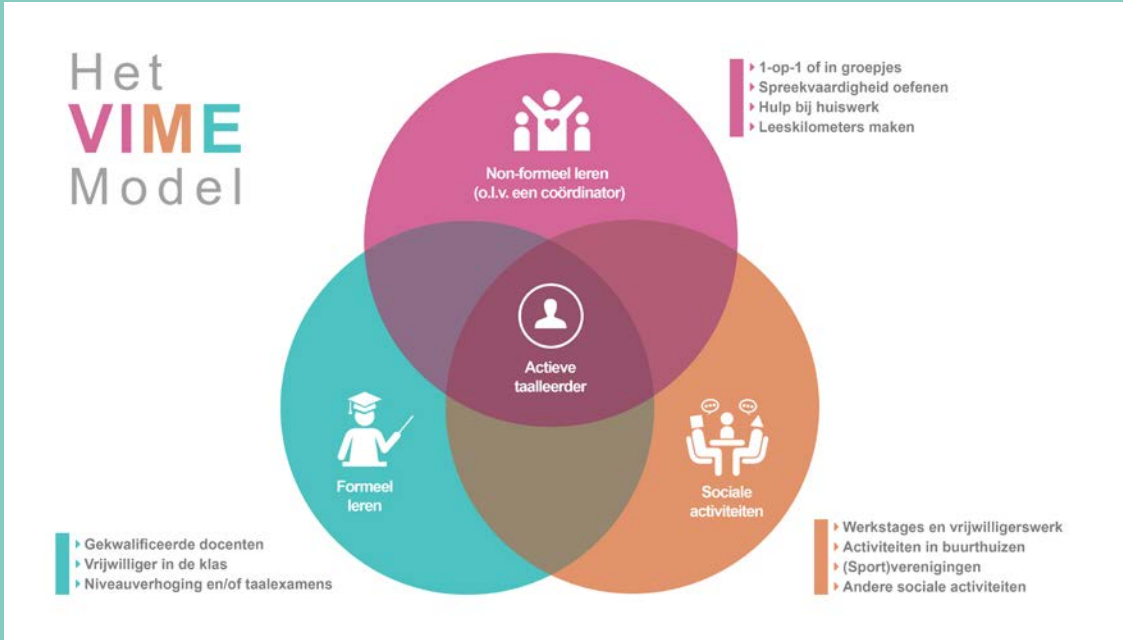 Het
VIME
Model
1-op-1 of in groepjes
Spreekvaardigheid oefenen
Hulp bij huiswerk
Leeskilometers maken
Non-formeel leren
(o.l.v. een coördinator)
Actieve
taalleerder
Formeel
leren
Sociale
activiteiten
Gekwalificeerde docenten
Vrijwilliger in de klas
Niveauverhoging en/of taalexamens
Werkstages en vrijwilligerswerk
Activiteiten in buurthuizen
(Sport)verenigingen
Andere sociale activiteiten